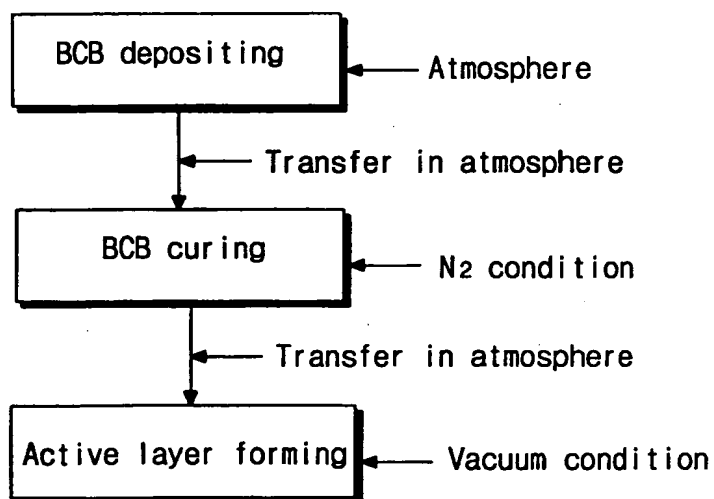 BCB depositing
Atmosphere
Transfer in atmosphere
BCB curing
N2 condition
Transfer in atmosphere
Active layer forming
Vacuum condition